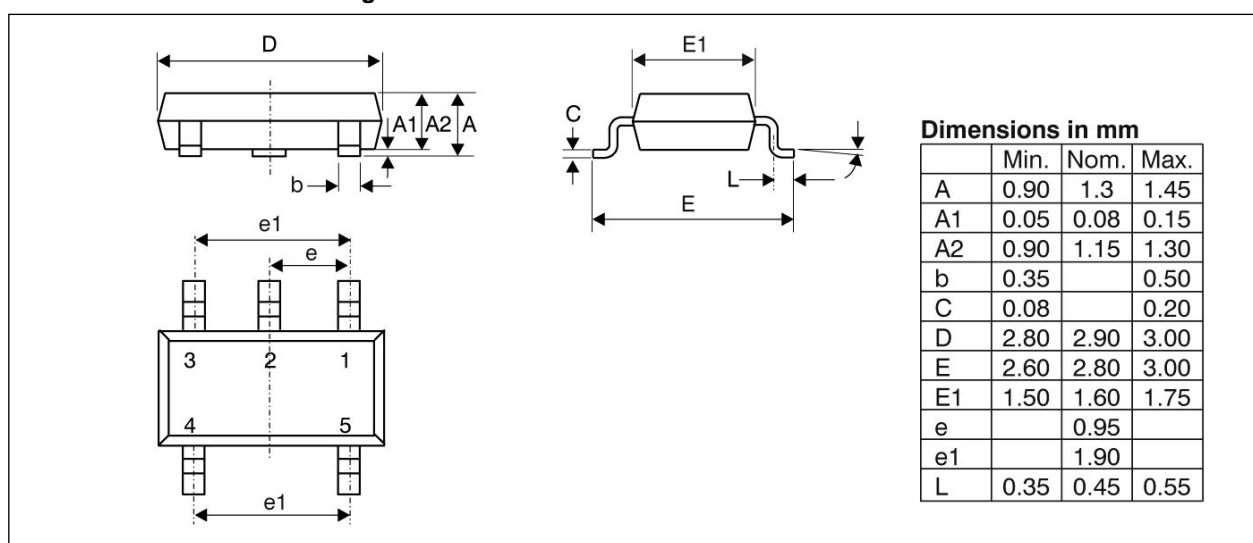 D
A1 A2 A
b
E1
C
L
E
e1
e
3 2 1
4 5
e1
Dimensions in mm
Min. Nom. Max.
A 0.90 1.3 1.45
A1 0.05 0.08 0.15
A2 0.90 1.15 1.30
b 0.35 0.50
C 0.08 0.20
D 2.80 2.90 3.00
E 2.60 2.80 3.00
E1 1.50 1.60 1.75
e 0.95
e1 1.90
L 0.35 0.45 0.55